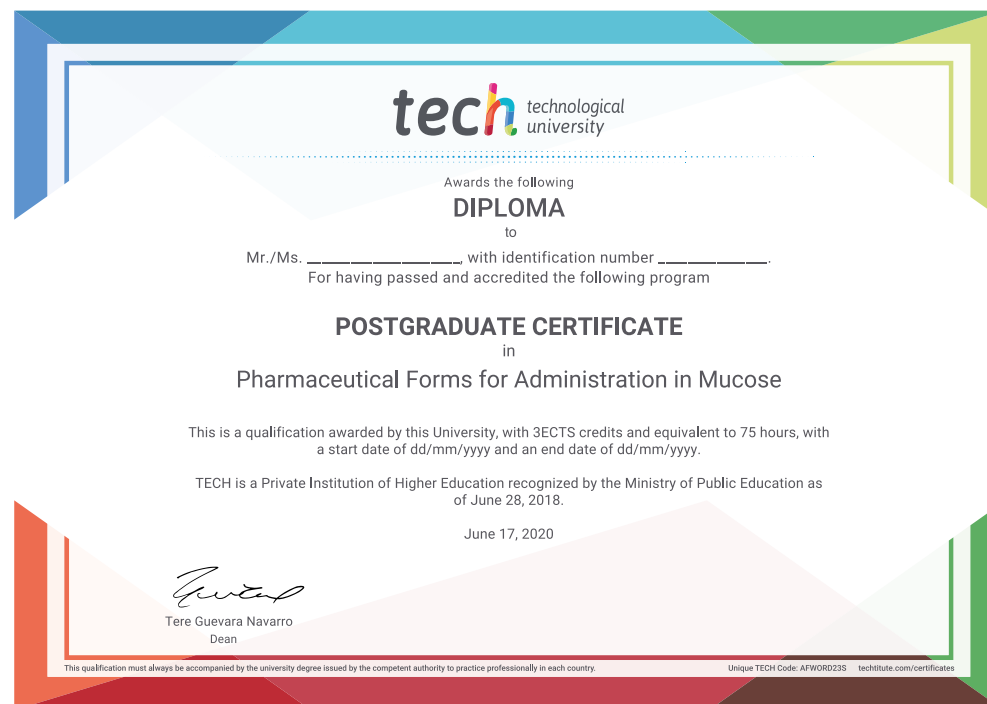 tech technological
university
Awards the following
DIPLOMA
to
Mr./Ms. ____________________, with identification number ______________.
For having passed and accredited the following program
POSTGRADUATE CERTIFICATE
in
Pharmaceutical Forms for Administration in Mucose
This is a qualification awarded by this University, with 3ECTS credits and equivalent to 75 hours, with
a start date of dd/mm/yyyy and an end date of dd/mm/yyyy.
TECH is a Private Institution of Higher Education recognized by the Ministry of Public Education as
of June 28, 2018.
June 17, 2020
Tere Guevara Navarro
Dean
This qualification must always be accompanied by the university degree issued by the competent authority to practice professionally in each country. Unique TECH Code: AFWORD23S techtitute.com/certificates